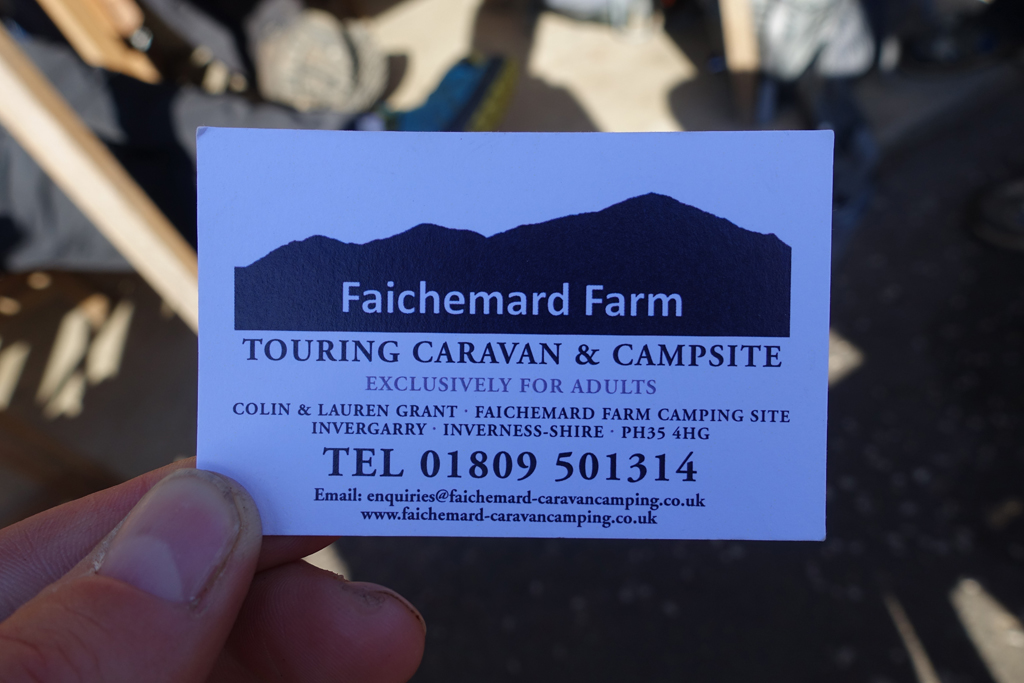 Faichemard Farm
TOURING CARAVAN & CAMPSITE
EXCLUSIVELY FOR ADULTS
COLIN & LAUREN GRANT · FAICHEMARD FARM CAMPING SITE
INVERGARRY · INVERNESS-SHIRE · PH35 4HG
TEL 01809 501314
Email: enquiries@faichemard-caravancamping.co.uk
www.faichemard-caravancamping.co.uk